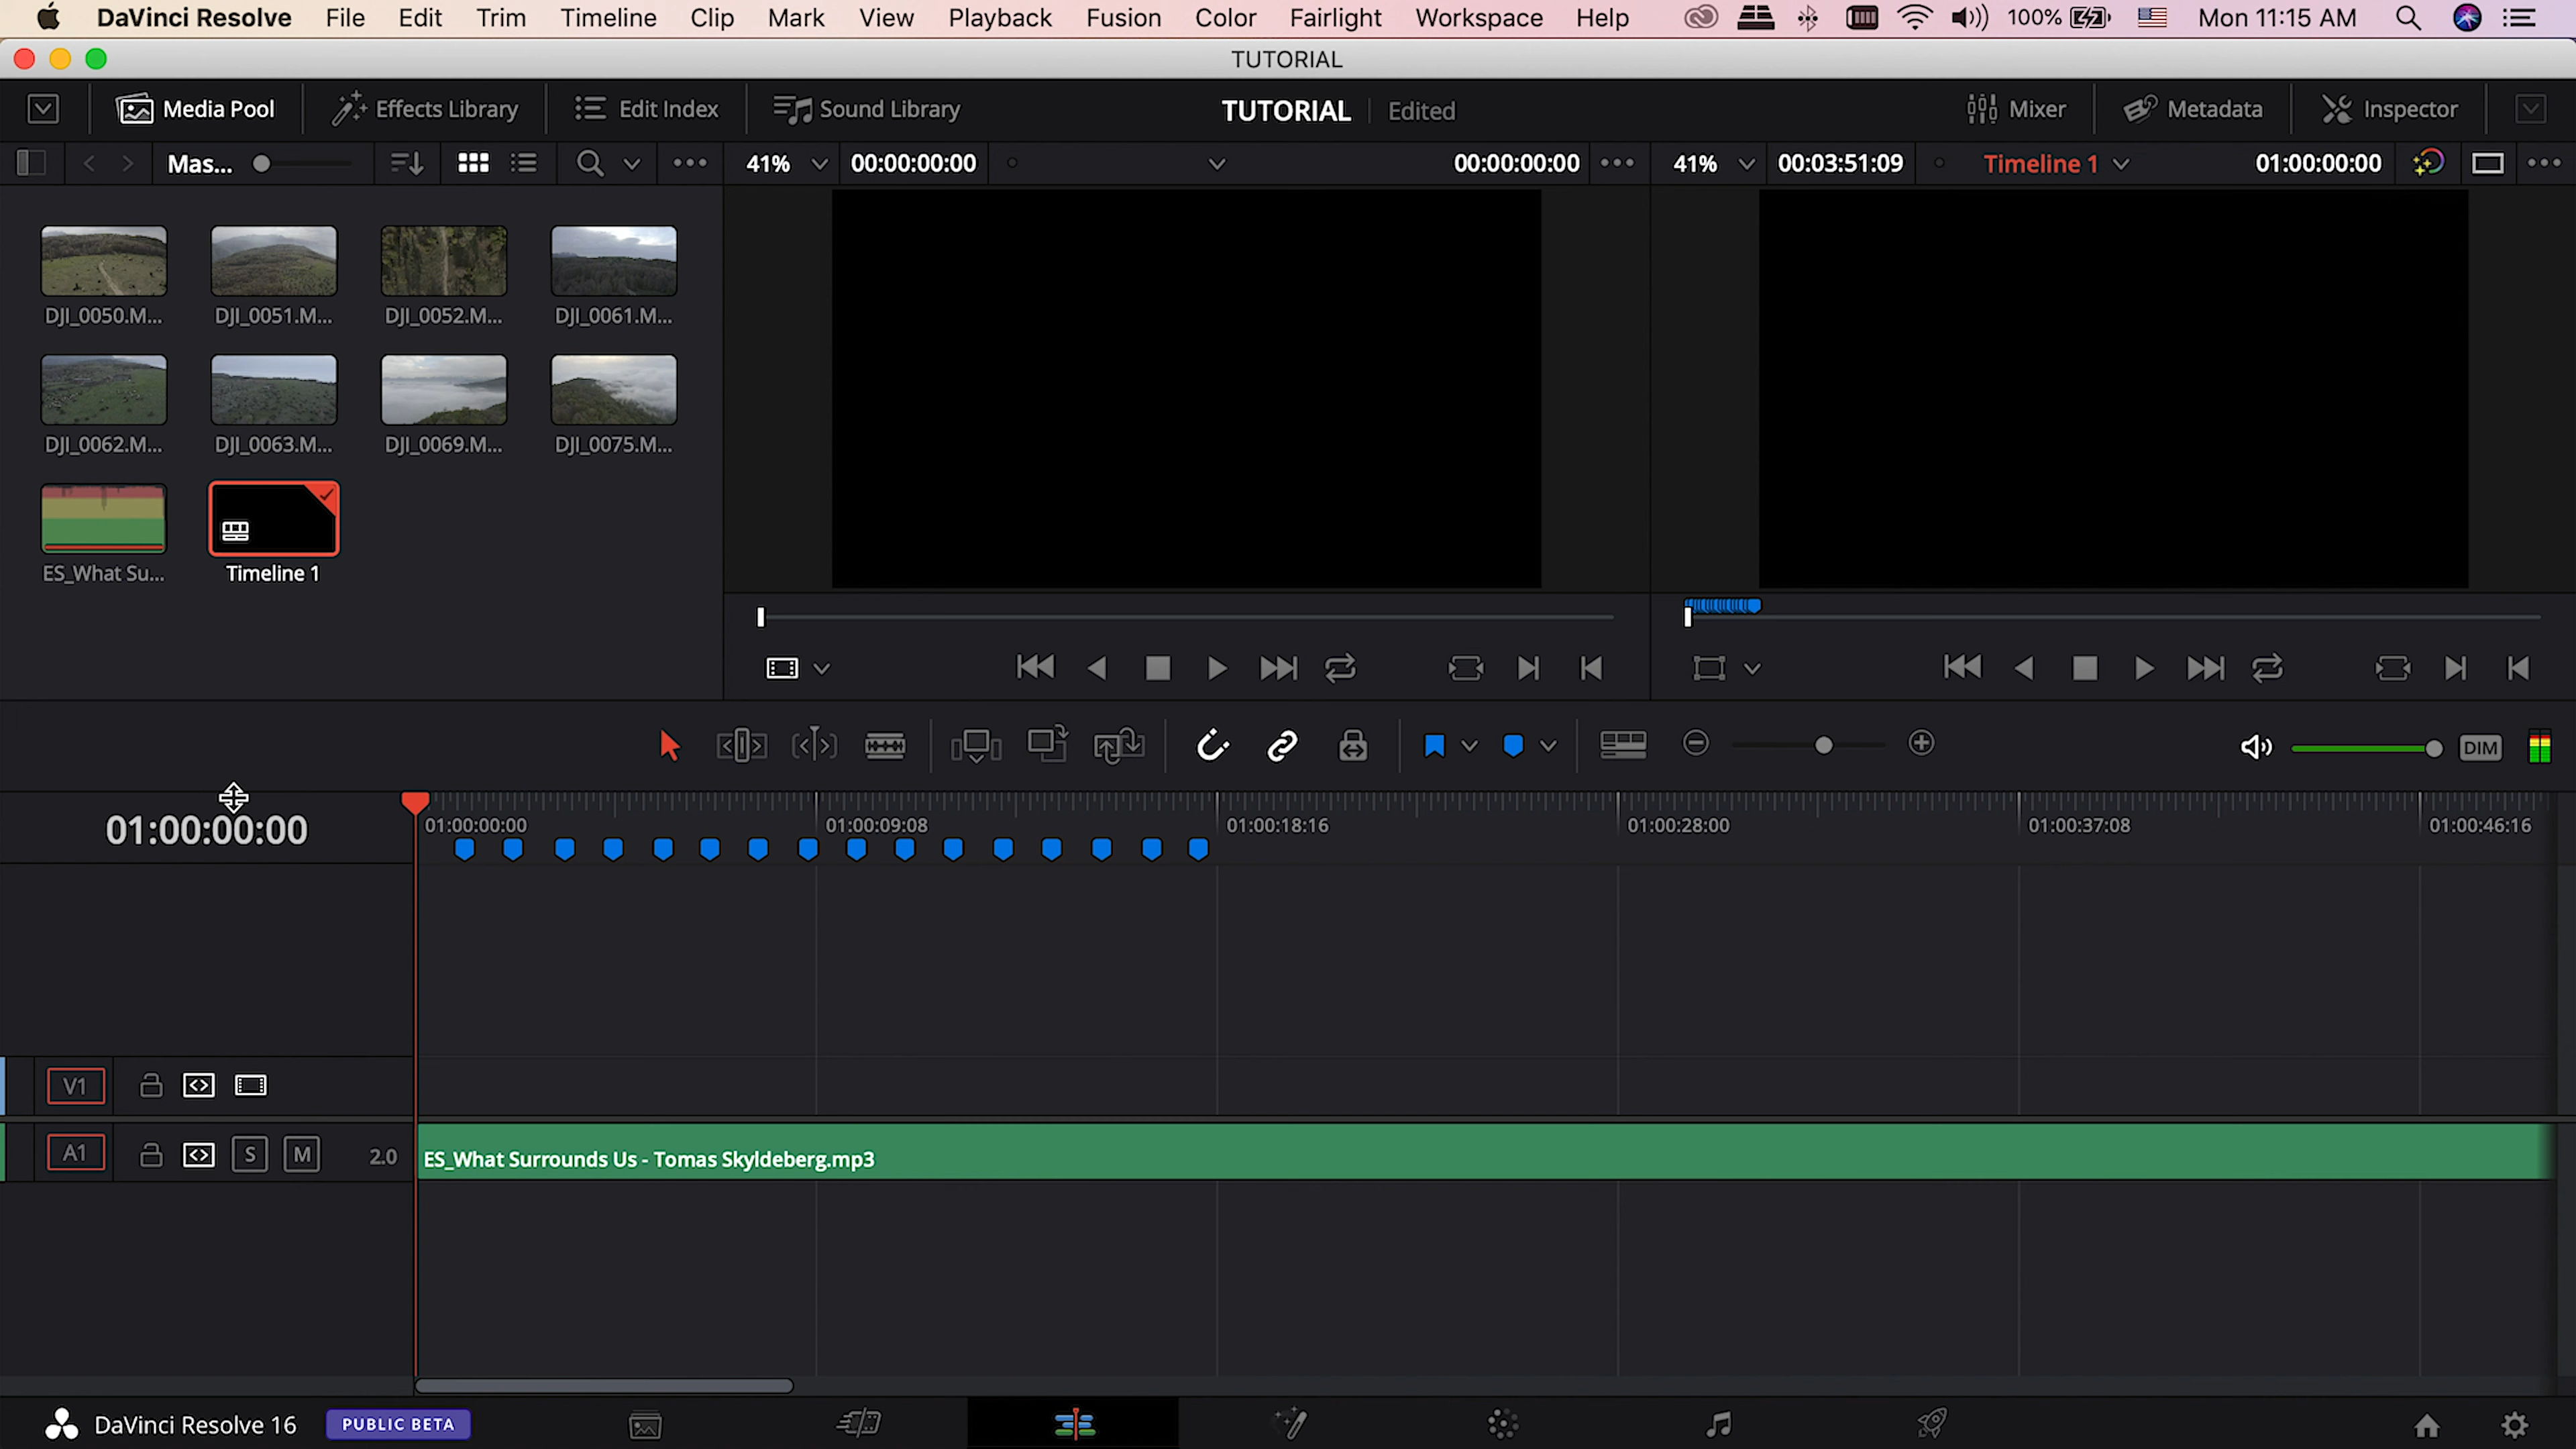 DaVinci Resolve File Edit Trim Timeline Clip Mark View Playback Fusion Color Fairlight Workspace Help 100% Mon 11:15 AM
TUTORIAL
Media Pool Effects Library Edit Index Sound Library TUTORIAL Edited Mixer Metadata Inspector
Mas... 41% 00:00:00:00 00:00:00:00 41% 00:03:51:09 Timeline 1 01:00:00:00
DJI_0050.M... DJI_0051.M... DJI_0052.M... DJI_0061.M...
DJI_0062.M... DJI_0063.M... DJI_0069.M... DJI_0075.M...
ES_What Su... Timeline 1
DIM
01:00:00:00 01:00:00:00 01:00:09:08 01:00:18:16 01:00:28:00 01:00:37:08 01:00:46:16
V1
A1 S M 2.0 ES_What Surrounds Us - Tomas Skyldeberg.mp3
DaVinci Resolve 16 PUBLIC BETA